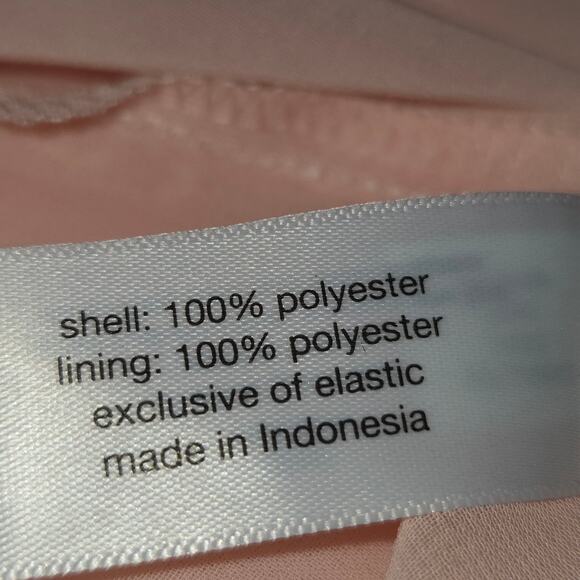 shell: 100% polyester
lining: 100% polyester
exclusive of elastic
made in Indonesia